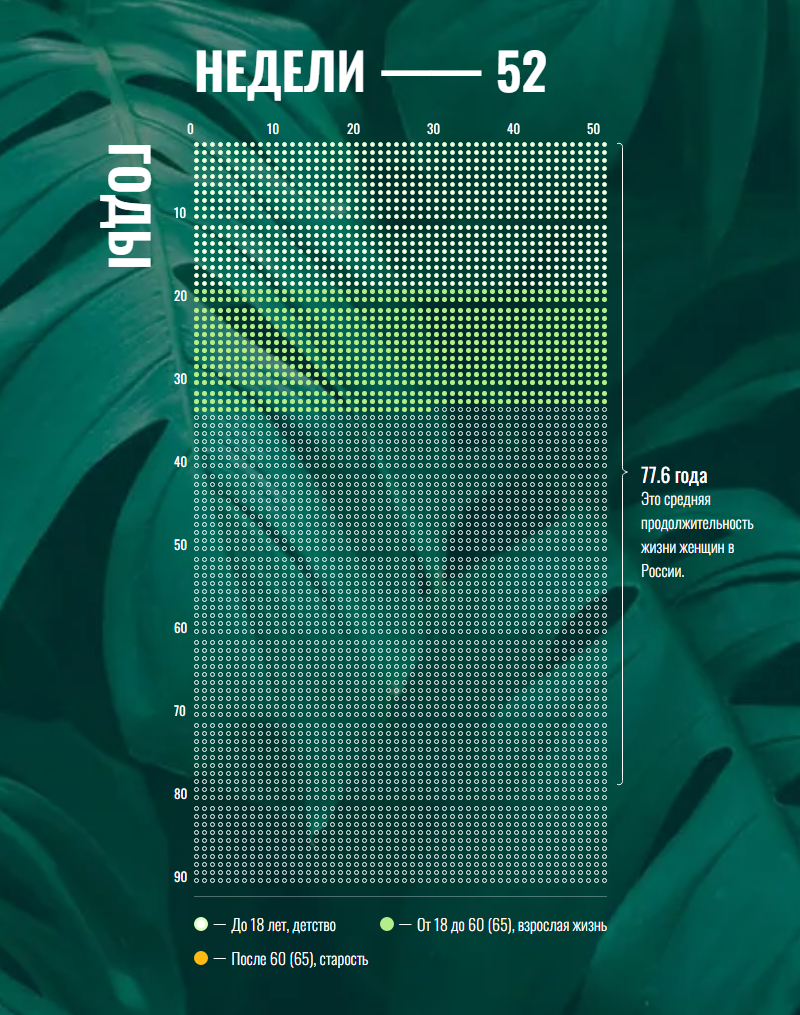 НЕДЕЛИ — 52
0 10 20 30 40 50
ГОДЫ
10
20
30
40
50
60
70
80
90
77.6 года
Это средняя
продолжительность
жизни женщин в
России.
— До 18 лет, детство
— От 18 до 60 (65), взрослая жизнь
— После 60 (65), старость